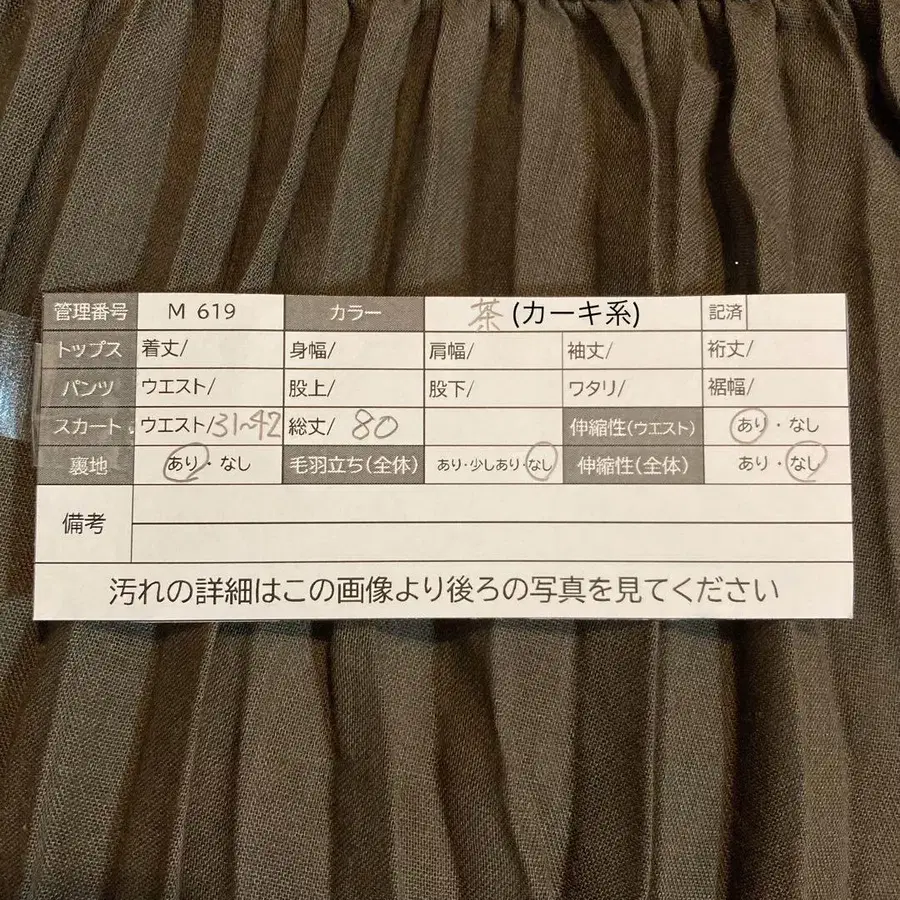 管理番号 M 619 カラー 茶 (カーキ系) 記済
トップス 着丈/ 身幅/ 肩幅/ 袖丈/ 裄丈/
パンツ ウエスト/ 股上/ 股下/ ワタリ/ 裾幅/
スカート ウエスト/31~42 総丈/ 80 伸縮性(ウエスト) あり・なし
裏地 あり・なし 毛羽立ち(全体) あり・少しあり・なし 伸縮性(全体) あり・なし
備考
汚れの詳細はこの画像より後ろの写真を見てください